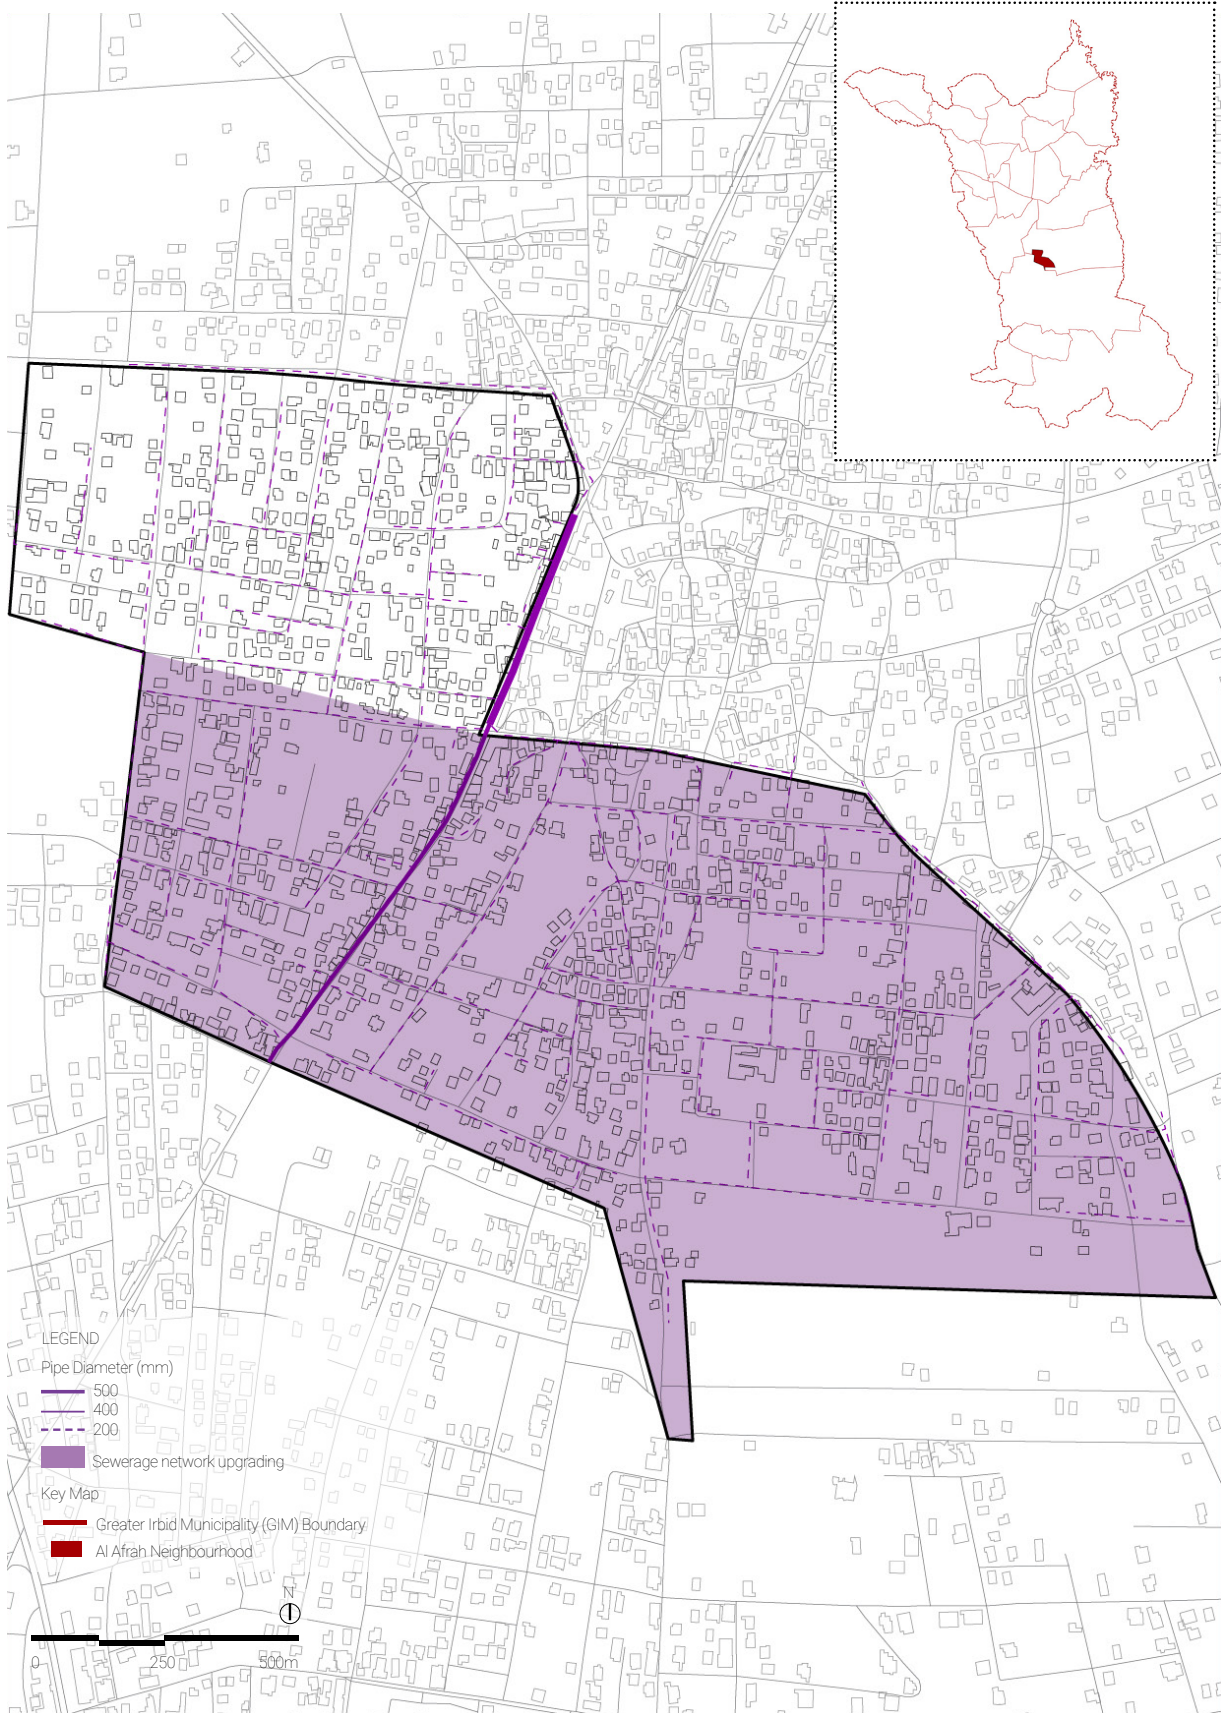 LEGEND
Pipe Diameter (mm)
500
400
200
Sewerage network upgrading
Key Map
Greater Irbid Municipality (GIM) Boundary
Al Afrah Neighbourhood
N
0 250 500m